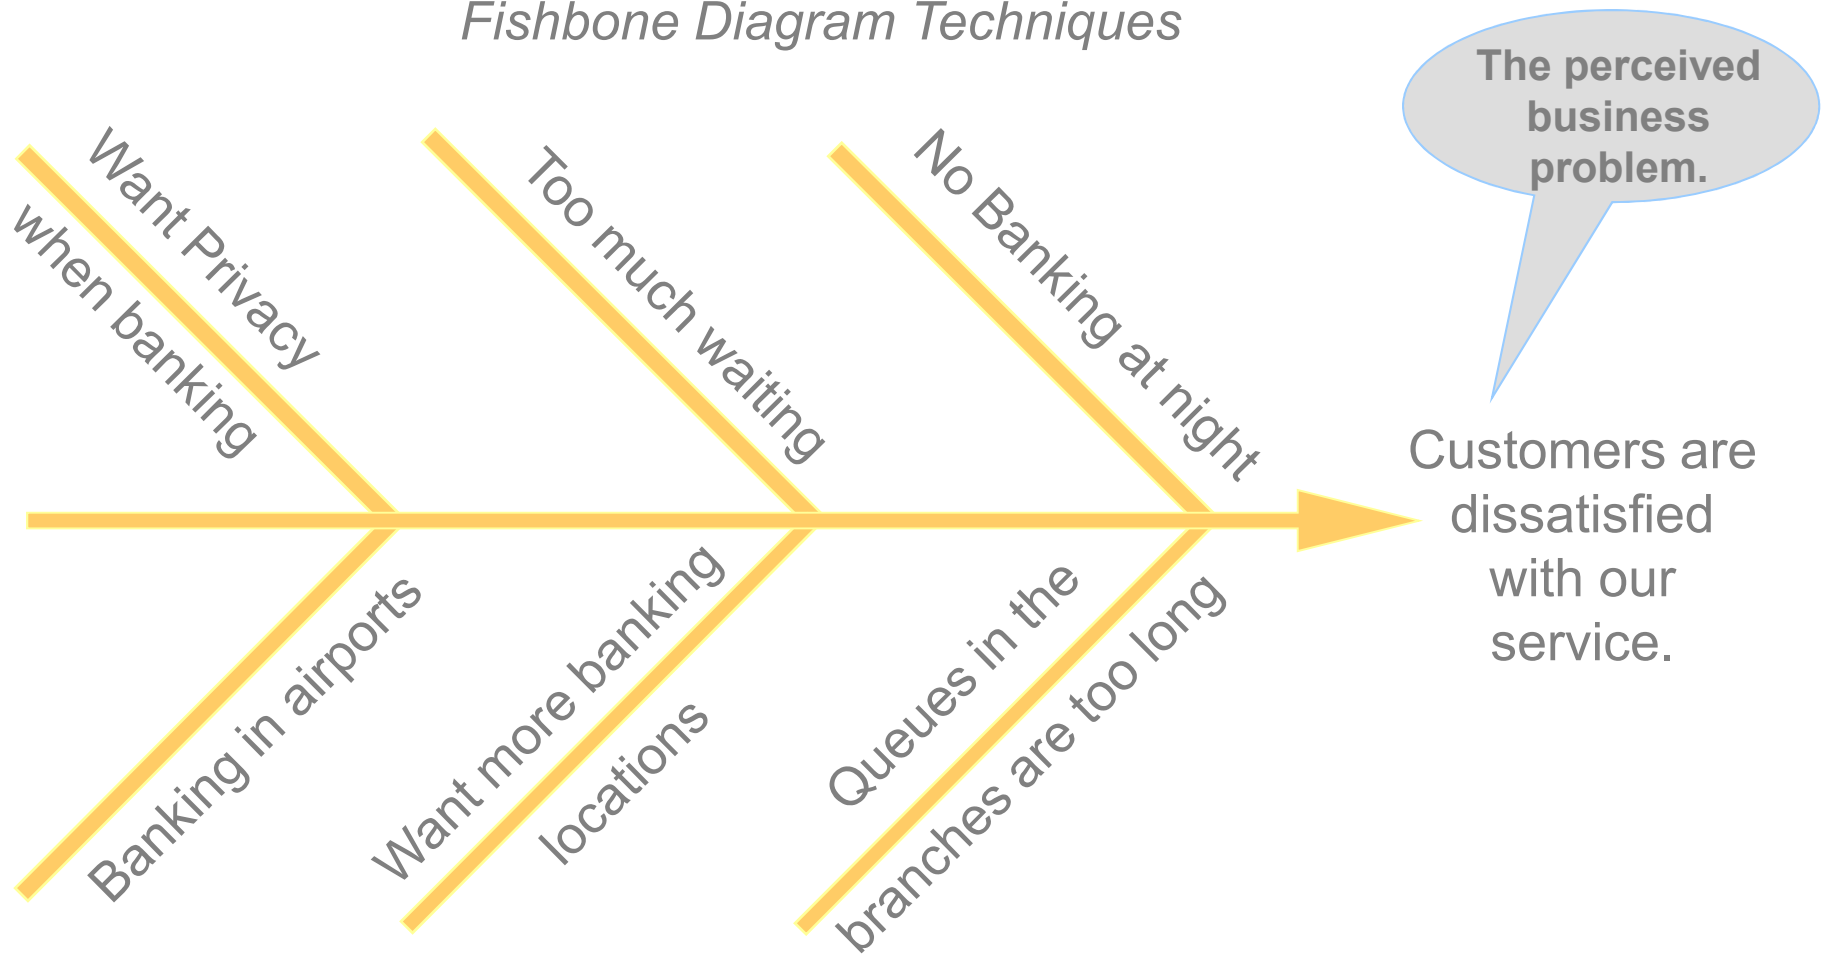 Fishbone Diagram Techniques
The perceived
business
problem.
Want Privacy
when banking
Too much waiting
No Banking at night
Customers are
dissatisfied
with our
service.
Banking in airports
Want more banking
locations
Queues in the
branches are too long